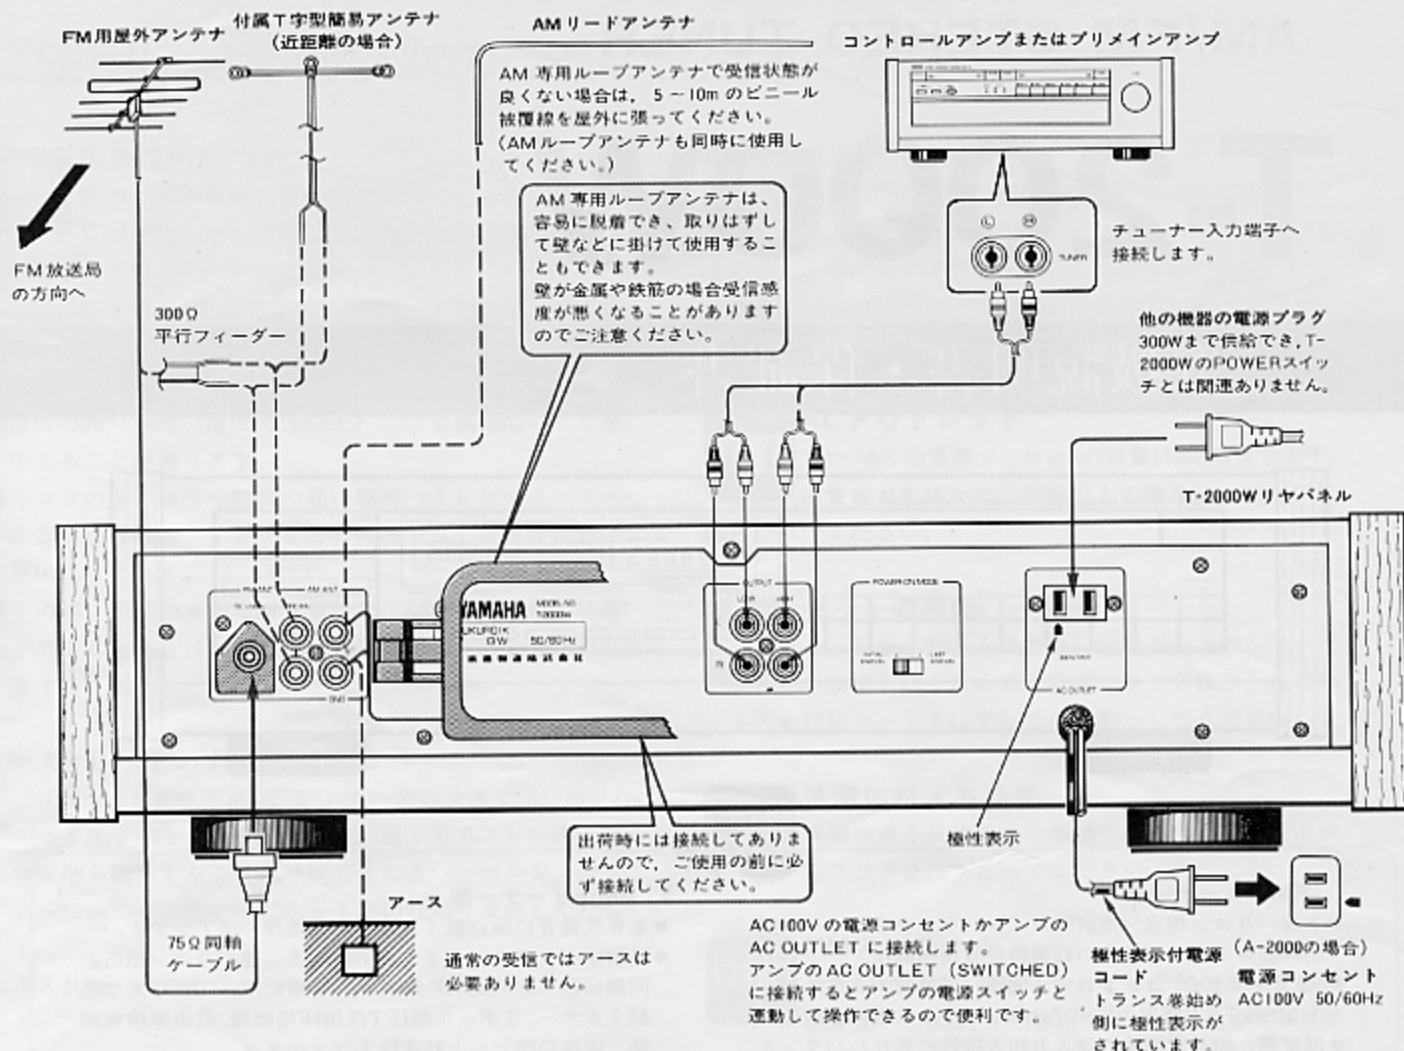 FM用屋外アンテナ
付属T字型簡易アンテナ
(近距離の場合)
AMリードアンテナ
AM 専用ループアンテナで受信状態が
良くない場合は, 5〜10mのビニール
被覆線を屋外に張ってください。
(AMループアンテナも同時に使用し
てください。)
コントロールアンプまたはプリメインアンプ
AM 専用ループアンテナは、
容易に脱着でき、取りはずし
て壁などに掛けて使用するこ
ともできます。
壁が金属や鉄筋の場合受信感
度が悪くなることがあります
のでご注意ください。
L R
TUNER
チューナー入力端子へ
接続します。
FM放送局
の方向へ
300Ω
平行フィーダー
他の機器の電源プラグ
300Wまで供給でき,T-
2000WのPOWERスイッ
チとは関連ありません。
T-2000Wリヤパネル
FM ANT
AM ANT
GND
YAMAHA
MODEL NO.
T-2000W
50/60Hz
OUTPUT
POWER ON MODE
AC OUTLET
極性表示
出荷時には接続してありま
せんので, ご使用の前に必
ず接続してください。
75Ω同軸
ケーブル
アース
通常の受信ではアースは
必要ありません。
AC100Vの電源コンセントかアンプの
AC OUTLETに接続します。
アンプのAC OUTLET (SWITCHED)
に接続するとアンプの電源スイッチと
連動して操作できるので便利です。
極性表示付電源
コード
トランス巻始め
側に極性表示が
されています。
(A-2000の場合)
電源コンセント
AC100V 50/60Hz